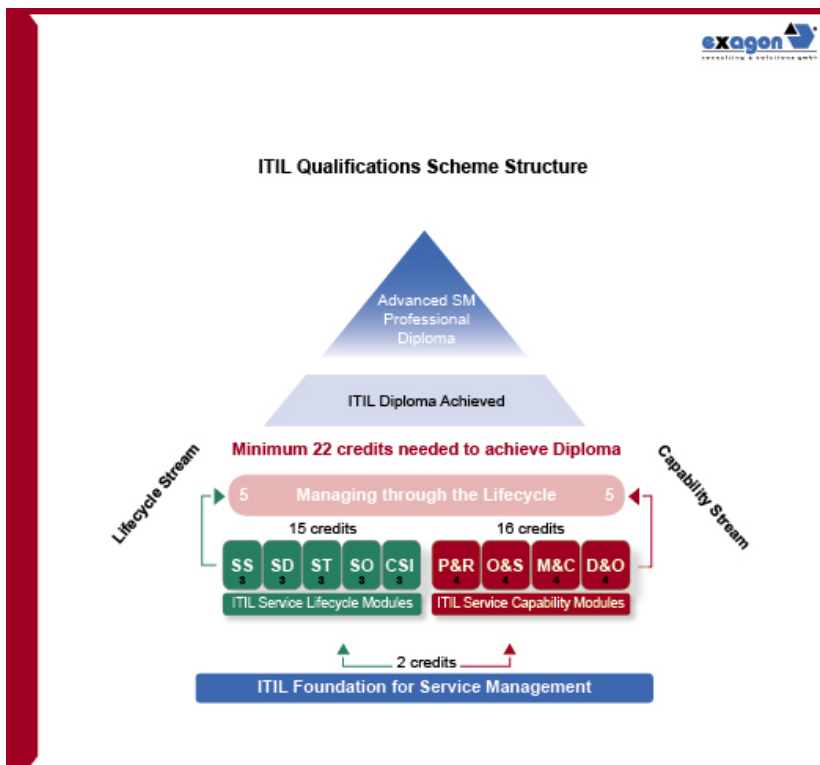 exagon
consulting & solutions gmbh
ITIL Qualifications Scheme Structure
Advanced SM
Professional
Diploma
ITIL Diploma Achieved
Minimum 22 credits needed to achieve Diploma
Lifecycle Stream
Capability Stream
5 Managing through the Lifecycle 5
15 credits 16 credits
SS SD ST SO CSI P&R O&S M&C D&O
3 3 3 3 3 4 4 4 4
ITIL Service Lifecycle Modules ITIL Service Capability Modules
2 credits
ITIL Foundation for Service Management